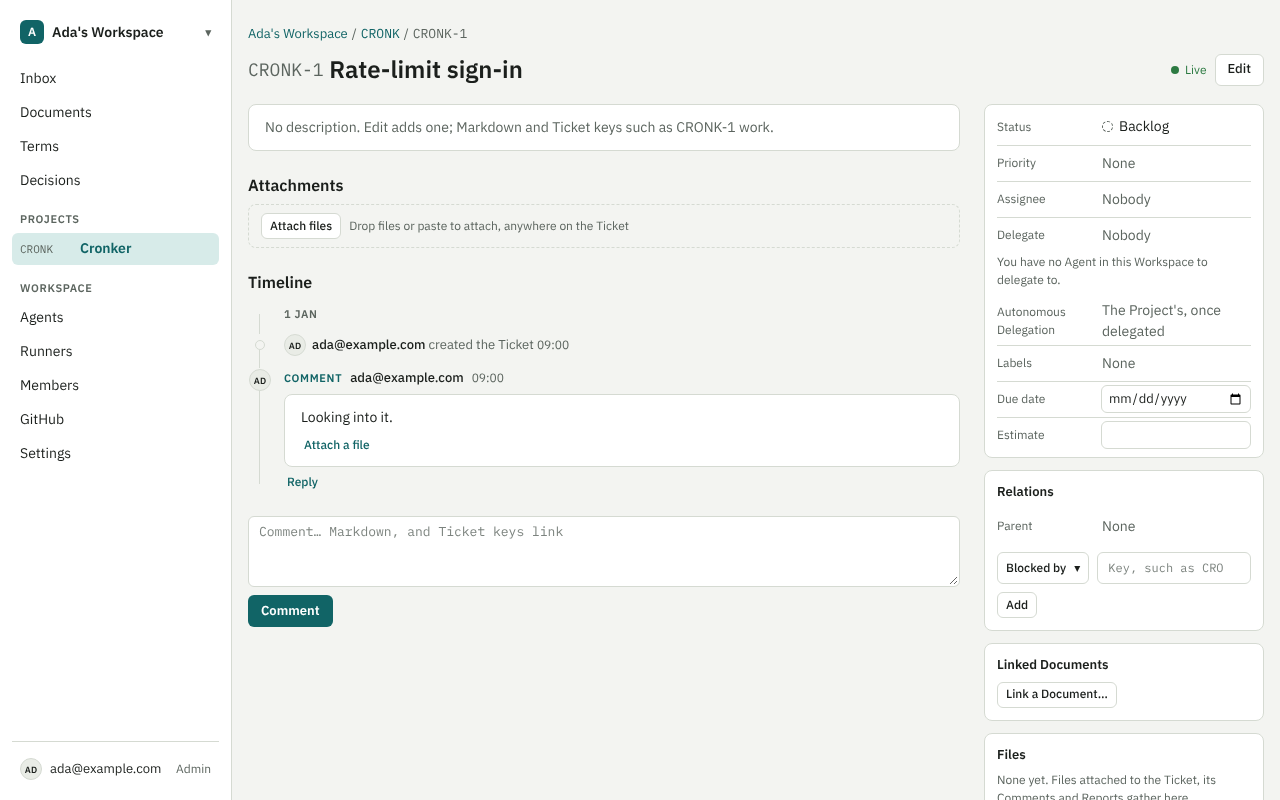 A Ada's Workspace ▾
Inbox
Documents
Terms
Decisions
PROJECTS
CRONK Cronker
WORKSPACE
Agents
Runners
Members
GitHub
Settings
AD ada@example.com Admin
Ada's Workspace / CRONK / CRONK-1
CRONK-1 Rate-limit sign-in
Live
Edit
No description. Edit adds one; Markdown and Ticket keys such as CRONK-1 work.
Attachments
Attach files Drop files or paste to attach, anywhere on the Ticket
Timeline
1 JAN
AD ada@example.com created the Ticket 09:00
AD COMMENT ada@example.com 09:00
Looking into it.
Attach a file
Reply
Comment… Markdown, and Ticket keys link
Comment
Status Backlog
Priority None
Assignee Nobody
Delegate Nobody
You have no Agent in this Workspace to
delegate to.
Autonomous Delegation The Project's, once delegated
Labels None
Due date mm/dd/yyyy
Estimate
Relations
Parent None
Blocked by ▾ Key, such as CRO
Add
Linked Documents
Link a Document…
Files
None yet. Files attached to the Ticket, its
Comments and Reports gather here.